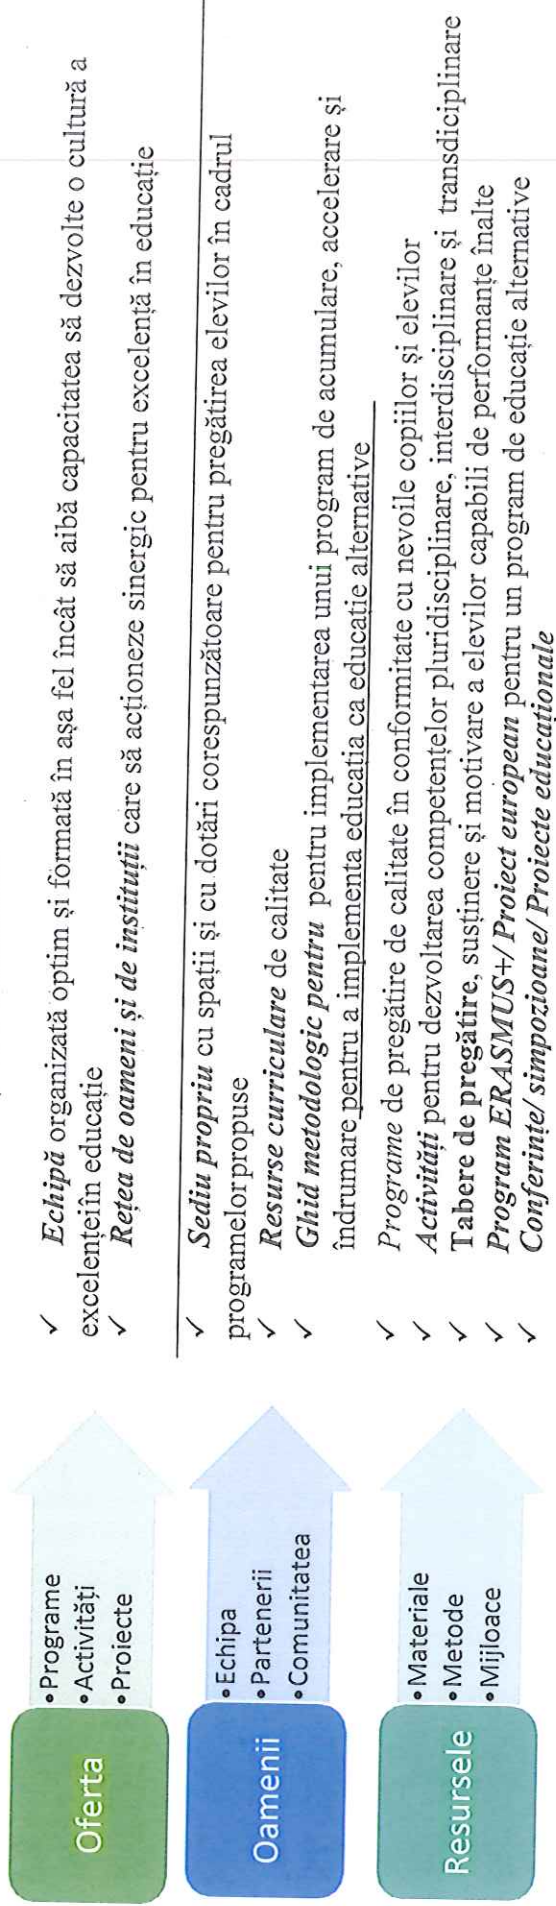 Oferta
•Programe
•Activități
•Proiecte
✓ Echipă organizată optim și formată în așa fel încât să aibă capacitatea să dezvolte o cultură a
excelențeiîn educație
✓ Rețea de oameni și de instituții care să acționeze sinergic pentru excelență în educație
Oamenii
•Echipa
•Partenerii
•Comunitatea
✓ Sediu propriu cu spații și cu dotări corespunzătoare pentru pregătirea elevilor în cadrul
programelorpropuse
✓ Resurse curriculare de calitate
✓ Ghid metodologic pentru implementarea unui program de acumulare, accelerare și
îndrumare pentru a implementa educația ca educație alternative
Resursele
•Materiale
•Metode
•Mijloace
✓ Programe de pregătire de calitate în conformitate cu nevoile copiilor și elevilor
✓ Activități pentru dezvoltarea competențelor pluridisciplinare, interdisciplinare și transdiciplinare
✓ Tabere de pregătire, susținere și motivare a elevilor capabili de performanțe înalte
✓ Program ERASMUS+/ Proiect european pentru un program de educație alternative
✓ Conferințe/ simpozioane/ Proiecte educaționale